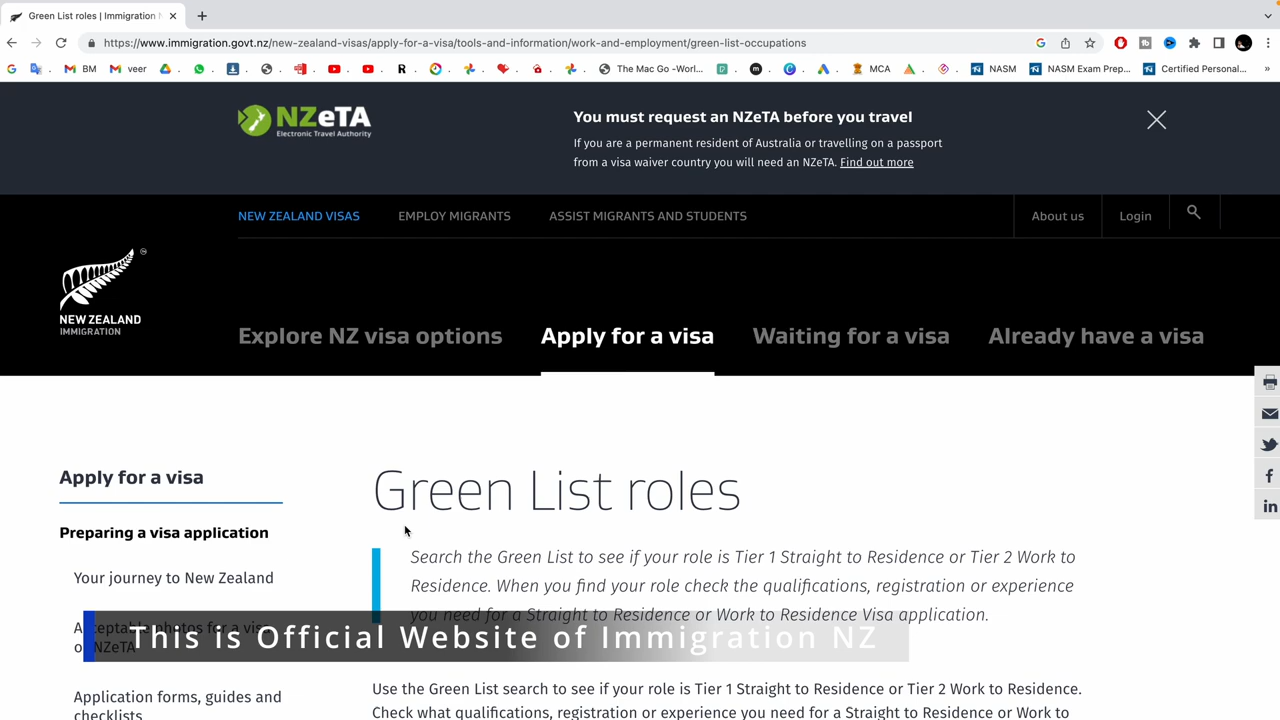 Green List roles | Immigration N
https://www.immigration.govt.nz/new-zealand-visas/apply-for-a-visa/tools-and-information/work-and-employment/green-list-occupations
BM
veer
The Mac Go -Worl...
MCA
NASM
NASM Exam Prep...
Certified Personal...
NZeTA
Electronic Travel Authority
You must request an NZeTA before you travel
If you are a permanent resident of Australia or travelling on a passport
from a visa waiver country you will need an NZeTA. Find out more
NEW ZEALAND VISAS
EMPLOY MIGRANTS
ASSIST MIGRANTS AND STUDENTS
About us
Login
NEW ZEALAND
IMMIGRATION
Explore NZ visa options
Apply for a visa
Waiting for a visa
Already have a visa
Apply for a visa
Preparing a visa application
Your journey to New Zealand
Acceptable photos for a visa
or NZeTA
Application forms, guides and
checklists
Green List roles
Search the Green List to see if your role is Tier 1 Straight to Residence or Tier 2 Work to
Residence. When you find your role check the qualifications, registration or experience
you need for a Straight to Residence or Work to Residence Visa application.
This is Official Website of Immigration NZ
Use the Green List search to see if your role is Tier 1 Straight to Residence or Tier 2 Work to Residence.
Check what qualifications, registration or experience you need for a Straight to Residence or Work to